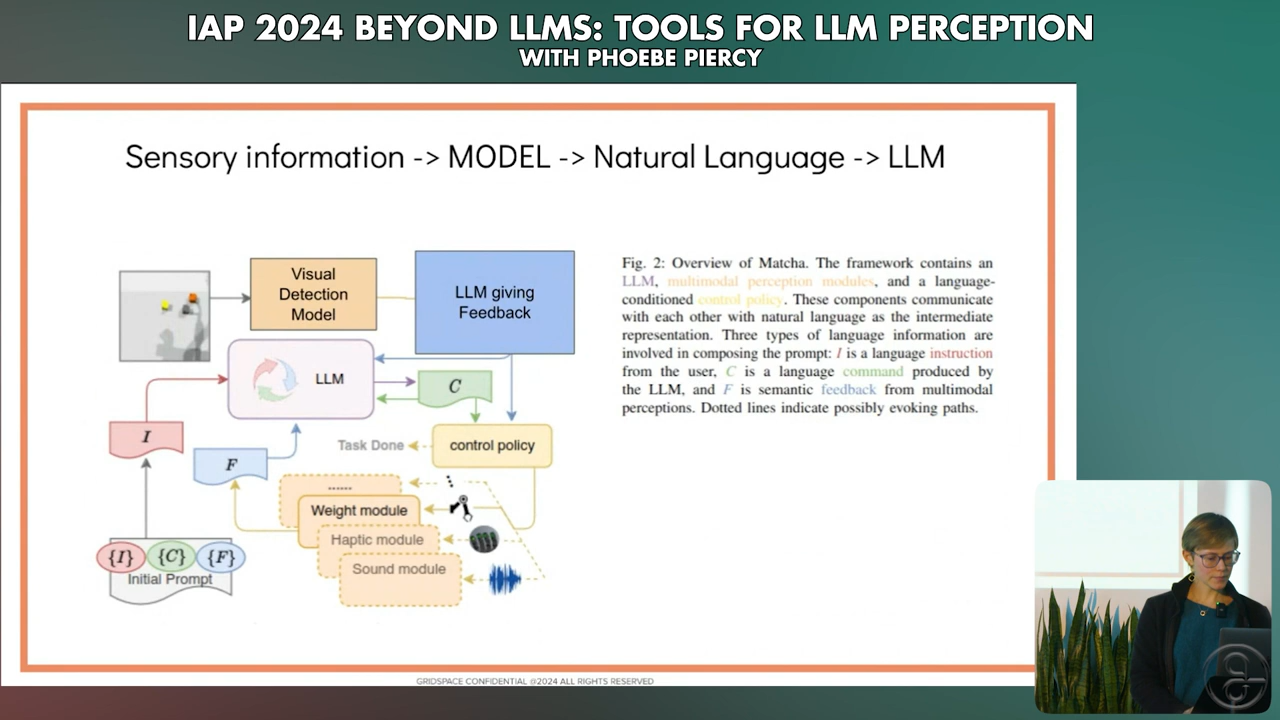 IAP 2024 BEYOND LLMS: TOOLS FOR LLM PERCEPTION
WITH PHOEBE PIERCY
Sensory information -> MODEL -> Natural Language -> LLM
Visual
Detection
Model
LLM giving
Feedback
LLM
C
I
F
Task Done
control policy
......
Weight module
Haptic module
Sound module
{I}
{C}
{F}
Initial Prompt
Fig. 2: Overview of Matcha. The framework contains an
LLM, multimodal perception modules, and a language-
conditioned control policy. These components communicate
with each other with natural language as the intermediate
representation. Three types of language information are
involved in composing the prompt: I is a language instruction
from the user, C is a language command produced by
the LLM, and F is semantic feedback from multimodal
perceptions. Dotted lines indicate possibly evoking paths.
GRIDSPACE CONFIDENTIAL @2024 ALL RIGHTS RESERVED